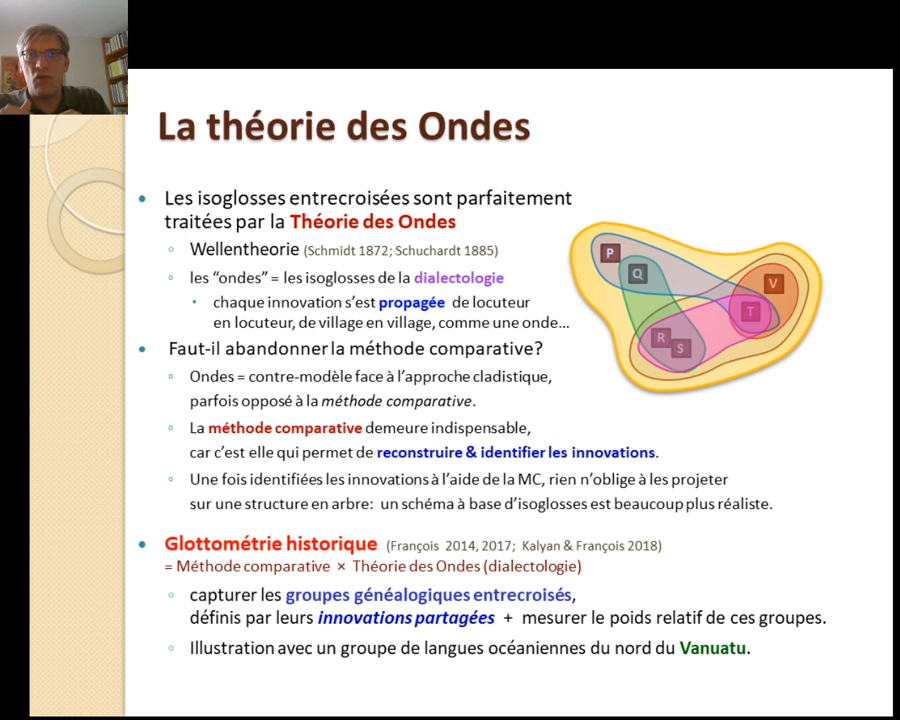 La théorie des Ondes
• Les isoglosses entrecroisées sont parfaitement
traitées par la Théorie des Ondes
◦ Wellentheorie (Schmidt 1872; Schuchardt 1885)
◦ les “ondes” = les isoglosses de la dialectologie
• chaque innovation s’est propagée de locuteur
en locuteur, de village en village, comme une onde…
P
Q
V
T
R
S
• Faut-il abandonner la méthode comparative?
◦ Ondes = contre-modèle face à l’approche cladistique,
parfois opposé à la méthode comparative.
◦ La méthode comparative demeure indispensable,
car c’est elle qui permet de reconstruire & identifier les innovations.
◦ Une fois identifiées les innovations à l’aide de la MC, rien n’oblige à les projeter
sur une structure en arbre: un schéma à base d’isoglosses est beaucoup plus réaliste.
• Glottométrie historique (François 2014, 2017; Kalyan & François 2018)
= Méthode comparative × Théorie des Ondes (dialectologie)
◦ capturer les groupes généalogiques entrecroisés,
définis par leurs innovations partagées + mesurer le poids relatif de ces groupes.
◦ Illustration avec un groupe de langues océaniennes du nord du Vanuatu.